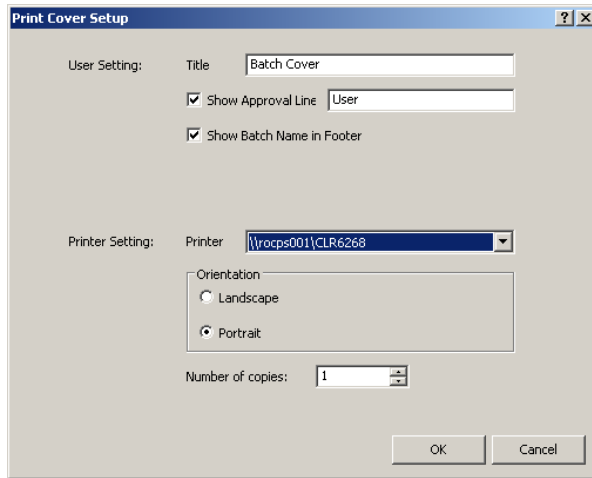 Print Cover Setup
User Setting: Title Batch Cover
Show Approval Line User
Show Batch Name in Footer
Printer Setting: Printer \\rocps001\CLR6268
Orientation
Landscape
Portrait
Number of copies: 1
OK Cancel